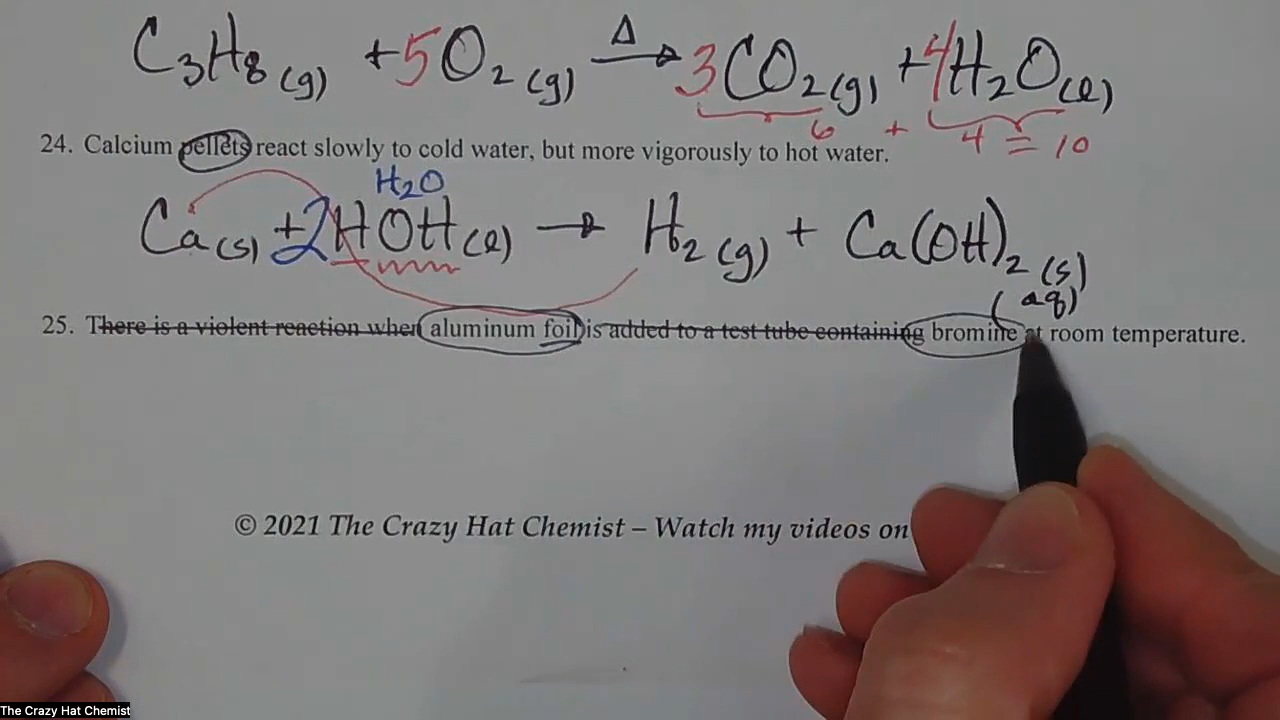 C₃H₈ (g) + 5O₂ (g) —Δ→ 3CO₂ (g) + 4H₂O (l)
6 + 4 = 10
24. Calcium pellets react slowly to cold water, but more vigorously to hot water.
H₂O
Ca (s) + 2HOH (l) → H₂ (g) + Ca(OH)₂ (s)
(aq)
25. There is a violent reaction when aluminum foil is added to a test tube containing bromine at room temperature.
© 2021 The Crazy Hat Chemist – Watch my videos on
The Crazy Hat Chemist